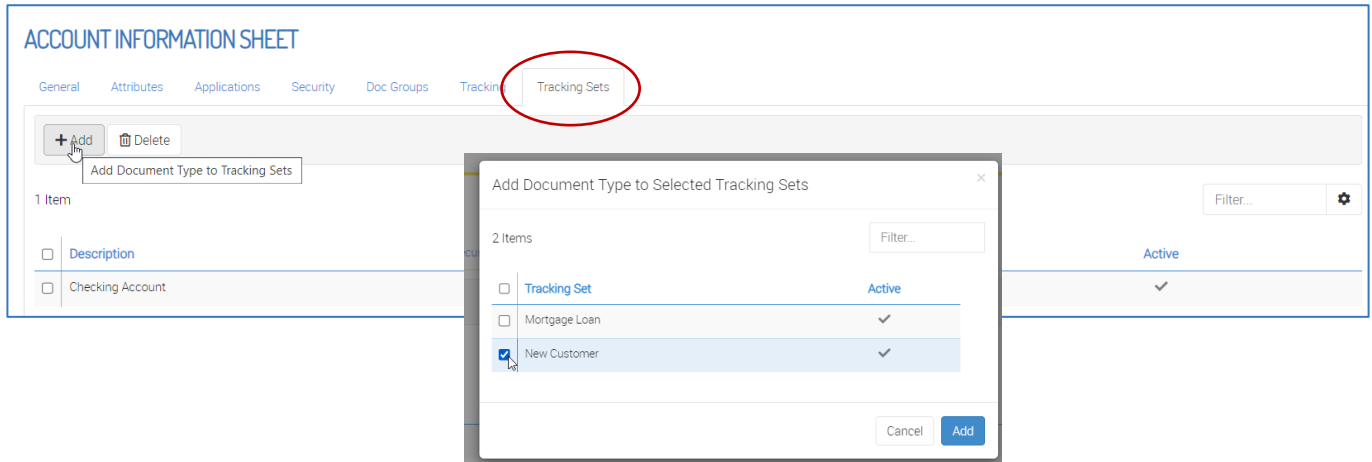 ACCOUNT INFORMATION SHEET
General Attributes Applications Security Doc Groups Tracking Tracking Sets
Add Delete
Add Document Type to Tracking Sets
1 Item
Filter...
Description Active
Checking Account
Add Document Type to Selected Tracking Sets ×
2 Items Filter...
Tracking Set Active
Mortgage Loan
New Customer
Cancel Add